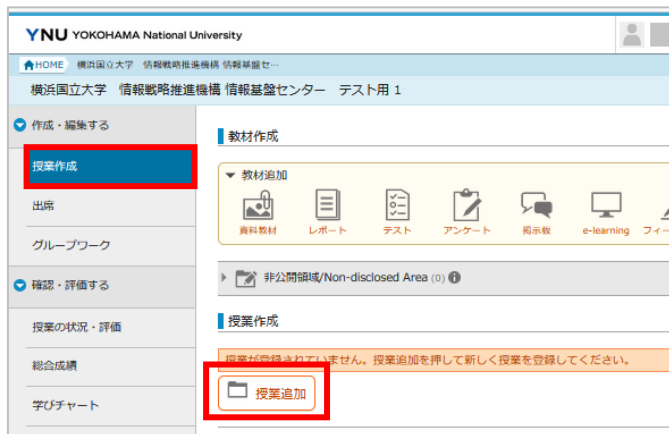 YNU YOKOHAMA National University
HOME 横浜国立大学 情報戦略推進機構 情報基盤セ…
横浜国立大学 情報戦略推進機構 情報基盤センター テスト用 1
作成・編集する
授業作成
出席
グループワーク
確認・評価する
授業の状況・評価
総合成績
学びチャート
教材作成
教材追加
資料教材 レポート テスト アンケート 掲示板 e-learning フィー
非公開領域/Non-disclosed Area (0)
授業作成
授業が登録されていません。授業追加を押して新しく授業を登録してください。
授業追加